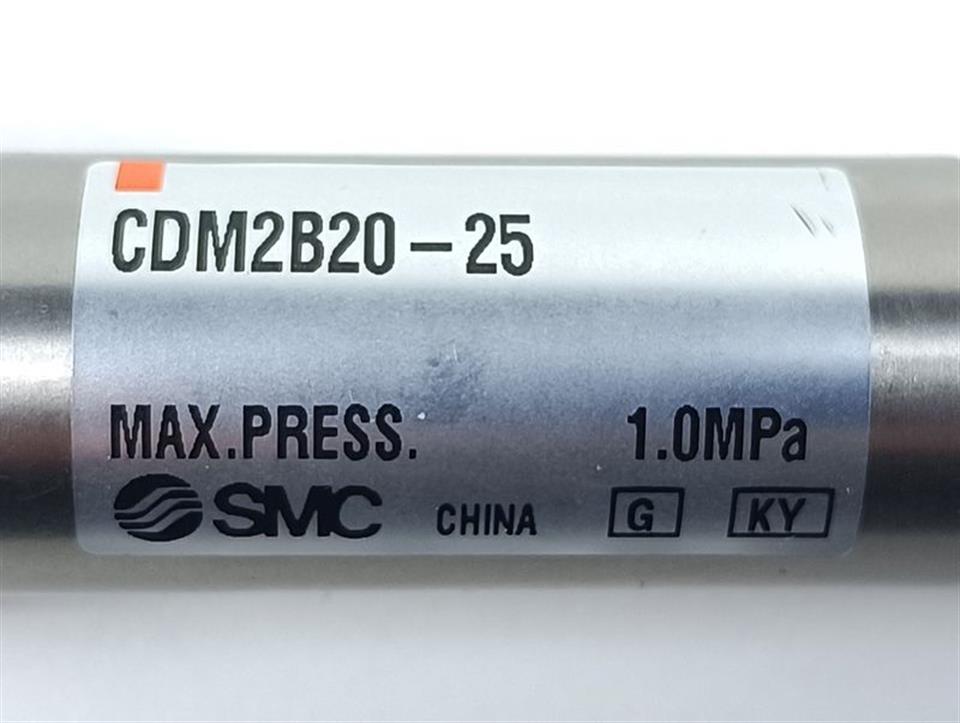 CDM2B20-25
MAX.PRESS. 1.0MPa
SMC CHINA G KY